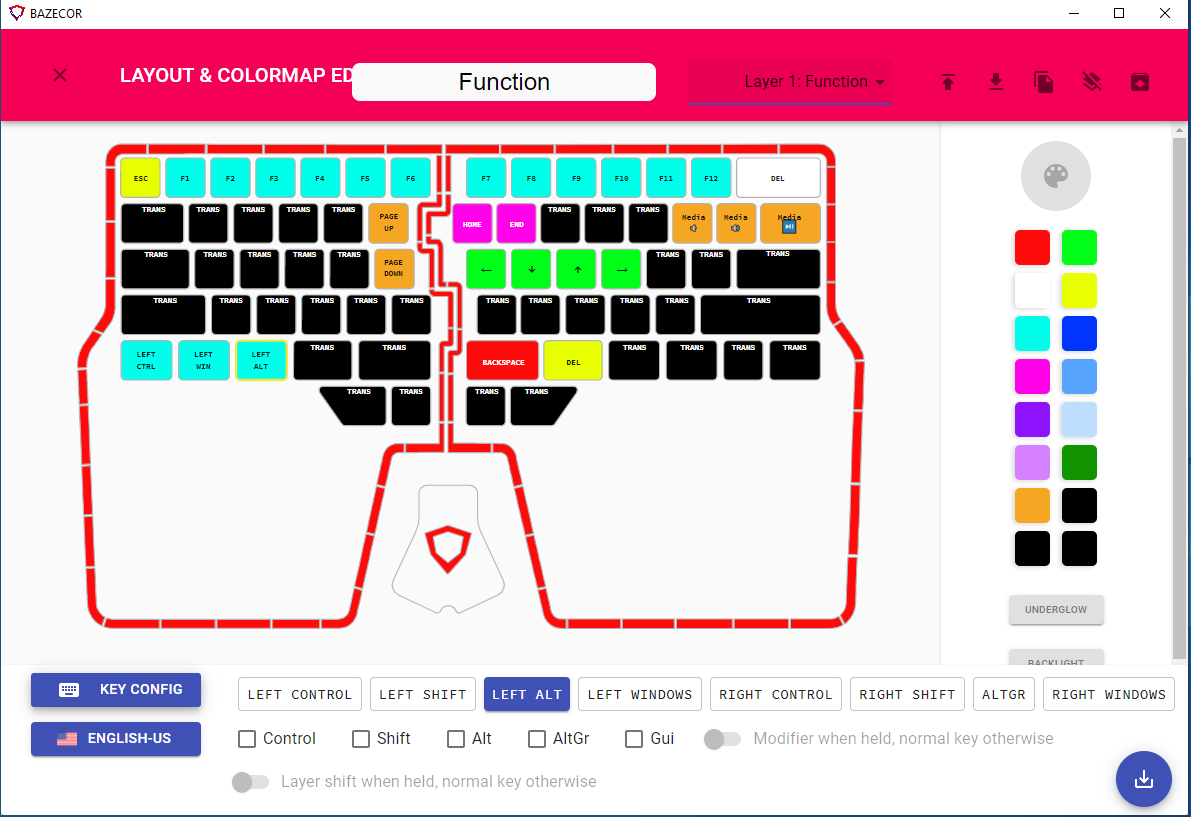 BAZECOR
LAYOUT & COLORMAP ED
Function
Layer 1: Function
ESC F1 F2 F3 F4 F5 F6 F7 F8 F9 F10 F11 F12 DEL
TRANS TRANS TRANS TRANS TRANS PAGE UP HOME END TRANS TRANS TRANS Media Media Media
TRANS TRANS TRANS TRANS TRANS PAGE DOWN ← ↓ ↑ → TRANS TRANS TRANS
TRANS TRANS TRANS TRANS TRANS TRANS TRANS TRANS TRANS TRANS TRANS TRANS
LEFT CTRL LEFT WIN LEFT ALT TRANS TRANS BACKSPACE DEL TRANS TRANS TRANS TRANS
TRANS TRANS TRANS TRANS
UNDERGLOW
BACKLIGHT
KEY CONFIG
ENGLISH-US
LEFT CONTROL LEFT SHIFT LEFT ALT LEFT WINDOWS RIGHT CONTROL RIGHT SHIFT ALTGR RIGHT WINDOWS
Control Shift Alt AltGr Gui Modifier when held, normal key otherwise
Layer shift when held, normal key otherwise